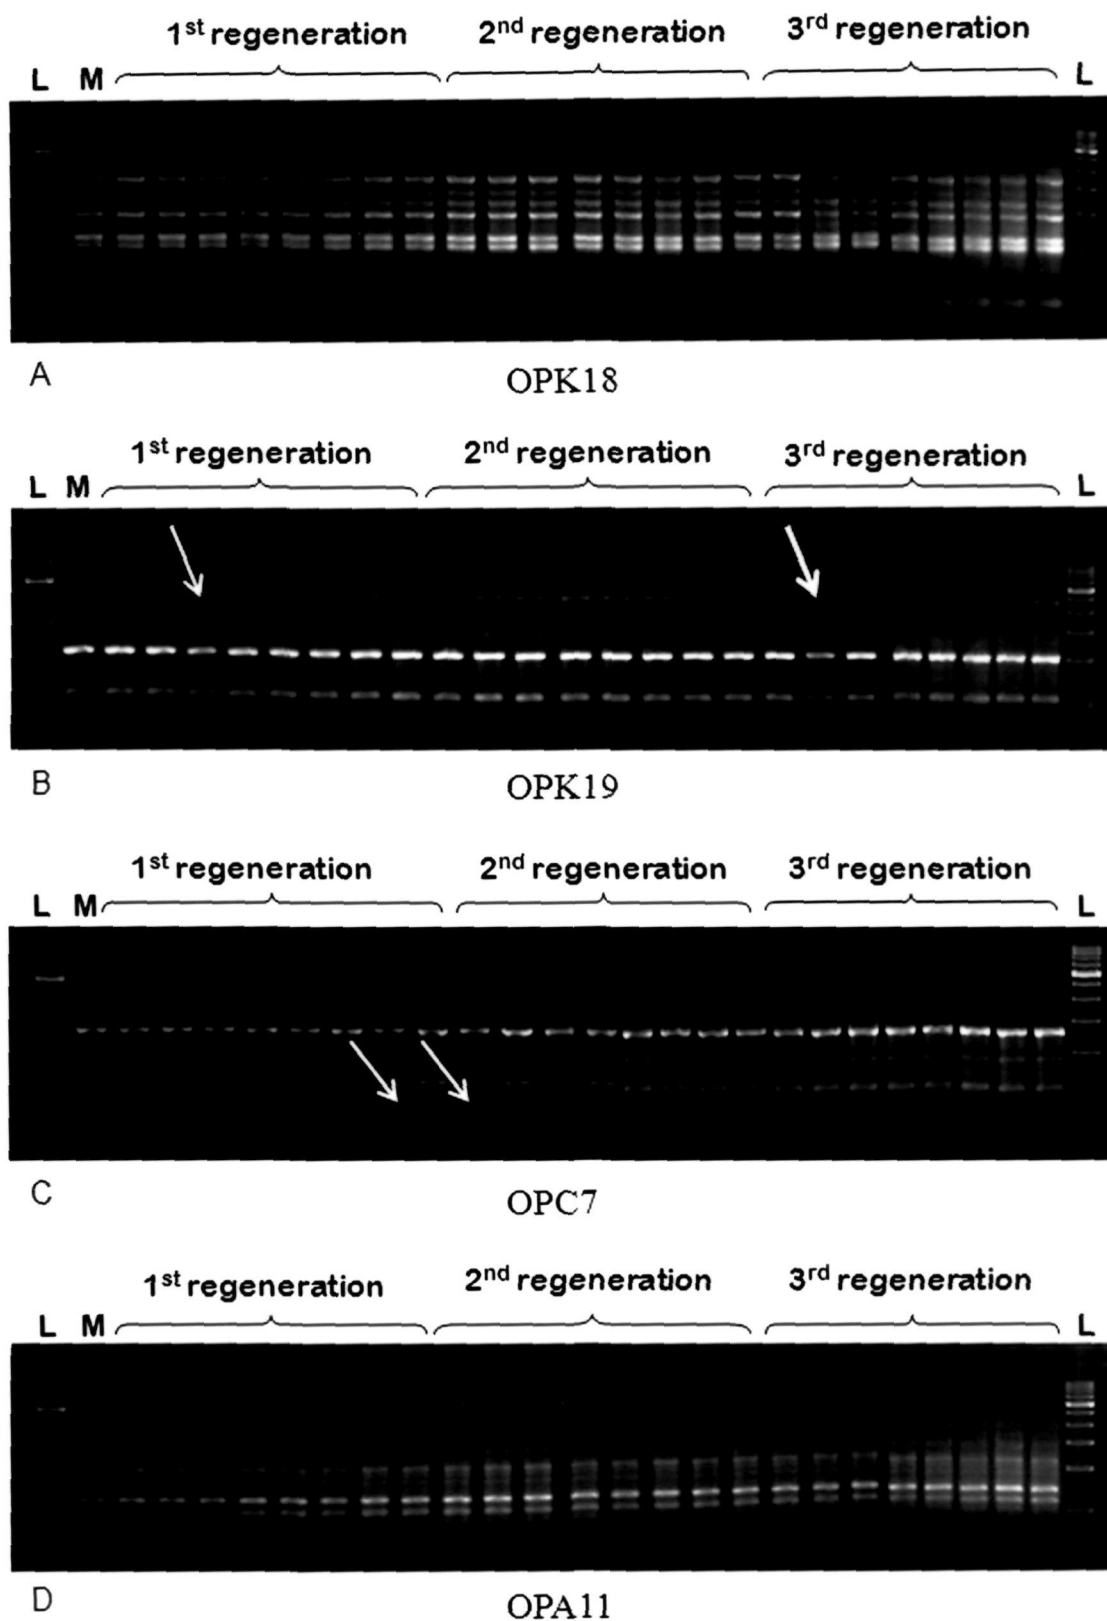 1st regeneration 2nd regeneration 3rd regeneration
L M L
A OPK18
1st regeneration 2nd regeneration 3rd regeneration
L M L
B OPK19
1st regeneration 2nd regeneration 3rd regeneration
L M L
C OPC7
1st regeneration 2nd regeneration 3rd regeneration
L M L
D OPA11